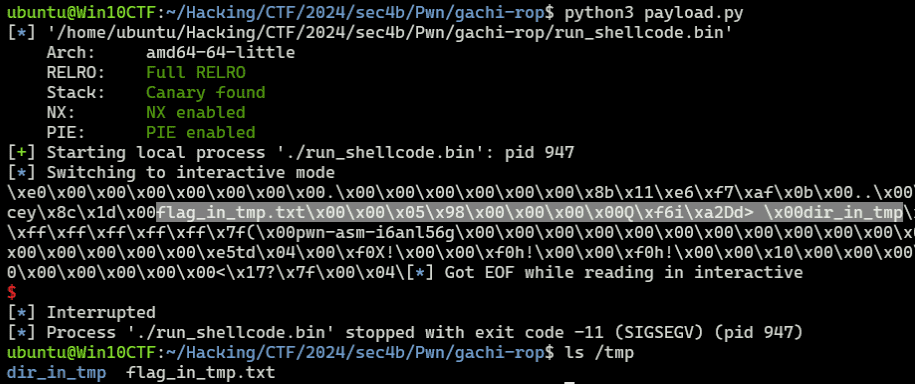 ubuntu@Win10CTF:~/Hacking/CTF/2024/sec4b/Pwn/gachi-rop$ python3 payload.py
[*] '/home/ubuntu/Hacking/CTF/2024/sec4b/Pwn/gachi-rop/run_shellcode.bin'
    Arch:     amd64-64-little
    RELRO:    Full RELRO
    Stack:    Canary found
    NX:       NX enabled
    PIE:      PIE enabled
[+] Starting local process './run_shellcode.bin': pid 947
[*] Switching to interactive mode
\xe0\x00\x00\x00\x00\x00\x00\x00.\x00\x00\x00\x00\x00\x00\x8b\x11\xe6\xf7\xaf\x0b\x00..\x00\
cey\x8c\x1d\x00flag_in_tmp.txt\x00\x00\x05\x98\x00\x00\x00\x00Q\xf6i\xa2Dd> \x00dir_in_tmp\
\xff\xff\xff\xff\xff\x7f(\x00pwn-asm-i6anl56g\x00\x00\x00\x00\x00\x00\x00\x00\x00\x00\x00\x0
x00\x00\x00\x00\x00\x00\xe5td\x04\x00\xf0X!\x00\x00\xf0h!\x00\x00\xf0h!\x00\x00\x10\x00\x00\x0
0\x00\x00\x00\x00\x00<\x17?\x7f\x00\x04\[*] Got EOF while reading in interactive
$
[*] Interrupted
[*] Process './run_shellcode.bin' stopped with exit code -11 (SIGSEGV) (pid 947)
ubuntu@Win10CTF:~/Hacking/CTF/2024/sec4b/Pwn/gachi-rop$ ls /tmp
dir_in_tmp  flag_in_tmp.txt